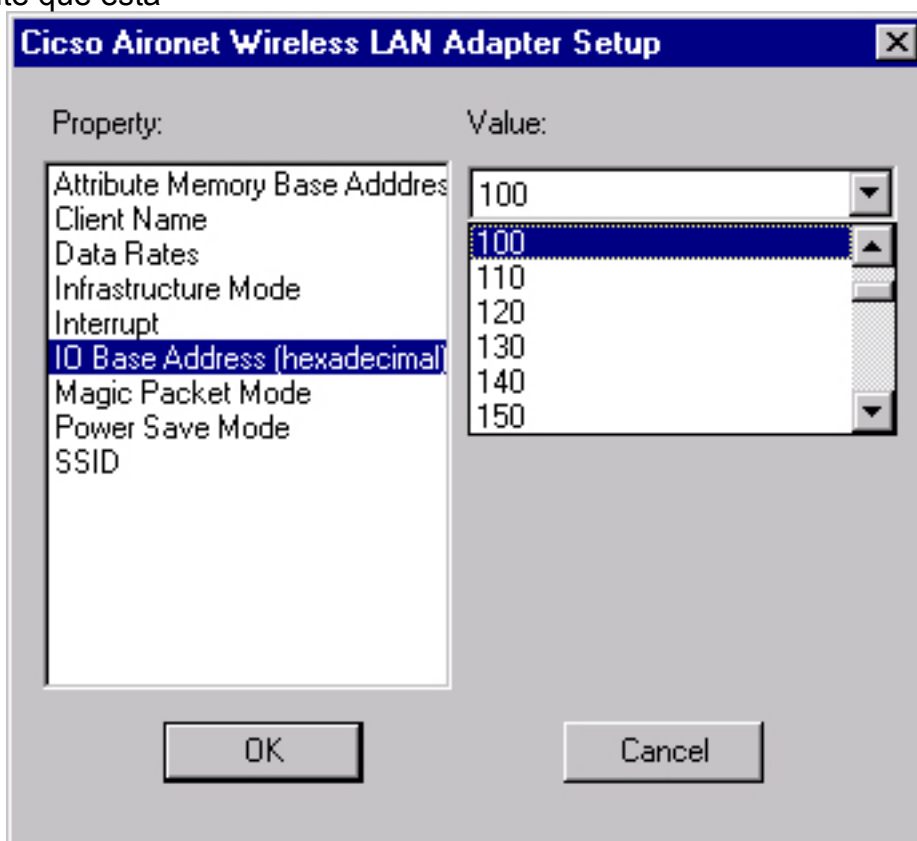 que está
Cicso Aironet Wireless LAN Adapter Setup
Property:
Value:
Attribute Memory Base Adddres
Client Name
Data Rates
Infrastructure Mode
Interrupt
IO Base Address (hexadecimal)
Magic Packet Mode
Power Save Mode
SSID
100
100
110
120
130
140
150
OK
Cancel